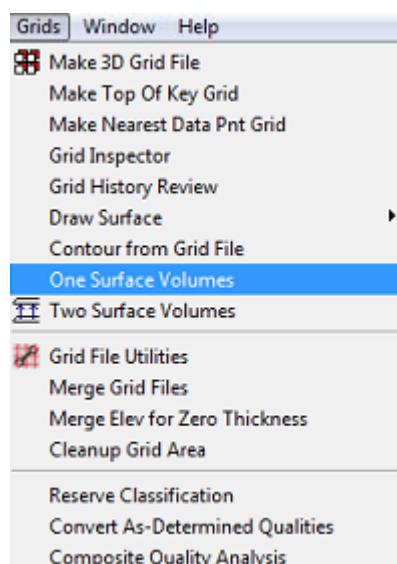 Grids Window Help
Make 3D Grid File
Make Top Of Key Grid
Make Nearest Data Pnt Grid
Grid Inspector
Grid History Review
Draw Surface
Contour from Grid File
One Surface Volumes
Two Surface Volumes
Grid File Utilities
Merge Grid Files
Merge Elev for Zero Thickness
Cleanup Grid Area
Reserve Classification
Convert As-Determined Qualities
Composite Quality Analysis